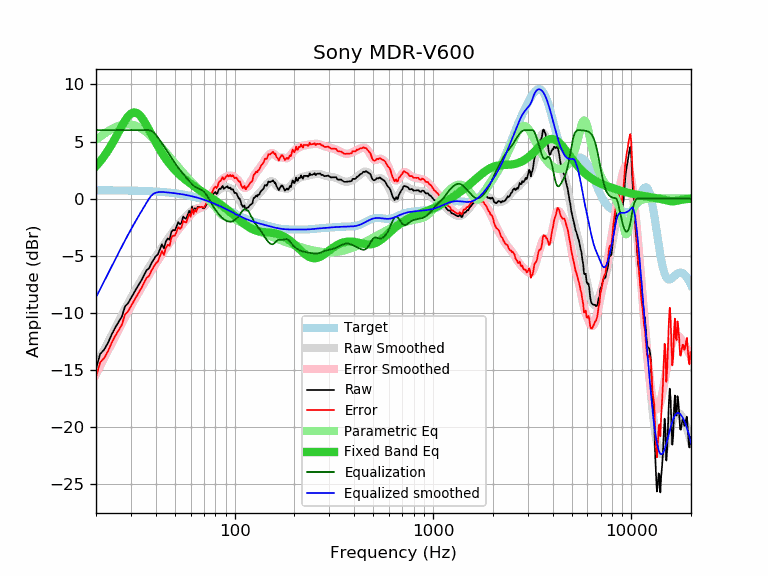 Sony MDR-V600
10
5
0
−5
−10
−15
−20
−25
Amplitude (dBr)
Target
Raw Smoothed
Error Smoothed
Raw
Error
Parametric Eq
Fixed Band Eq
Equalization
Equalized smoothed
100 1000 10000
Frequency (Hz)